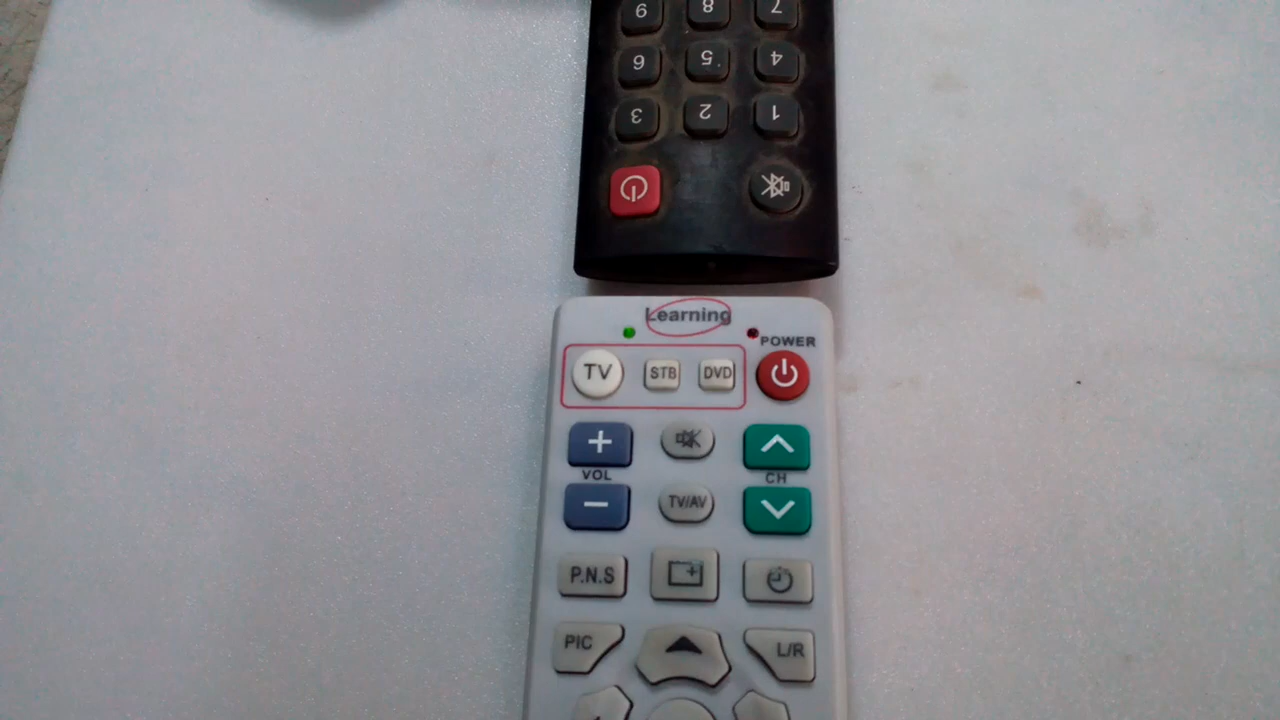 9 8 7
6 5 4
3 2 1
Learning
POWER
TV STB DVD
VOL CH
TV/AV
P.N.S
PIC L/R